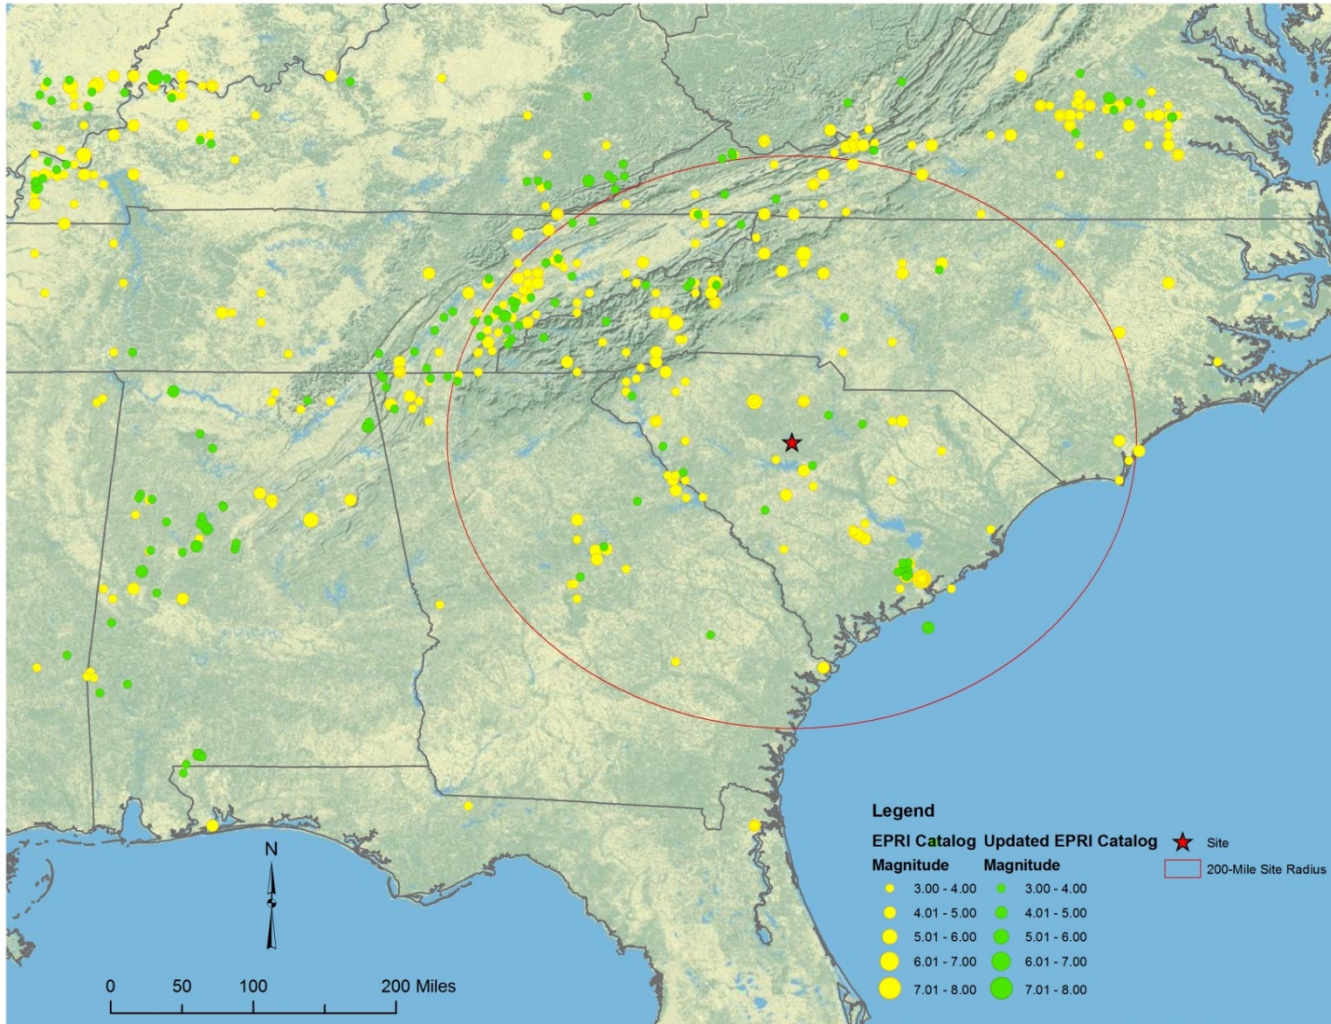 N
0 50 100 200 Miles
Legend
EPRI Catalog Updated EPRI Catalog
Magnitude Magnitude
3.00 - 4.00 3.00 - 4.00
4.01 - 5.00 4.01 - 5.00
5.01 - 6.00 5.01 - 6.00
6.01 - 7.00 6.01 - 7.00
7.01 - 8.00 7.01 - 8.00
Site
200-Mile Site Radius